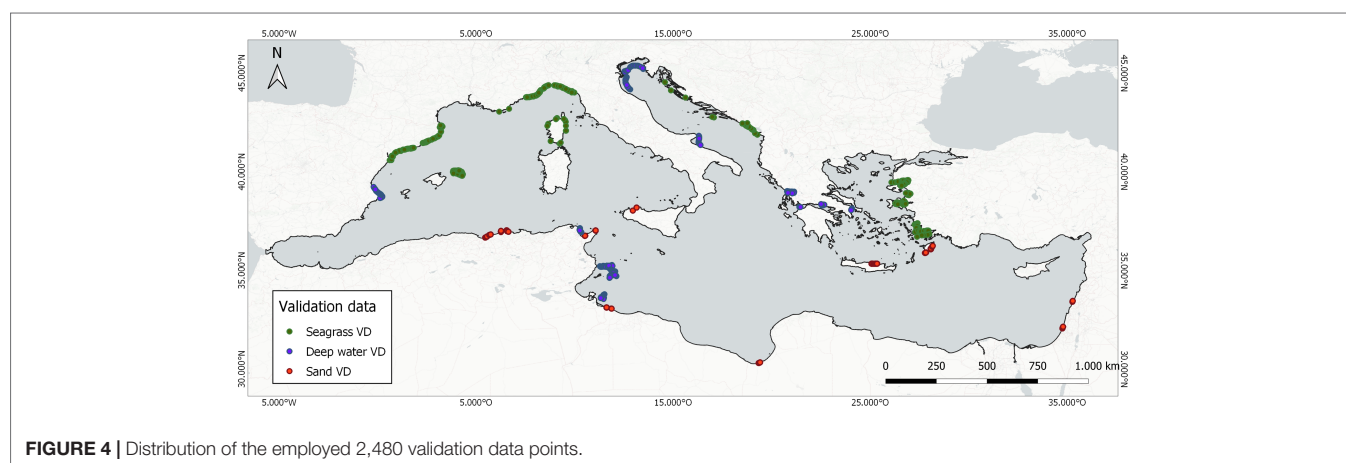 5.000°W 5.000°O 15.000°O 25.000°O 35.000°O
N
45.000°N 45.000°N
40.000°N 40.000°N
35.000°N 35.000°N
30.000°N 30.000°N
Validation data
Seagrass VD
Deep water VD
Sand VD
0 250 500 750 1.000 km
5.000°W 5.000°O 15.000°O 25.000°O 35.000°O
FIGURE 4 | Distribution of the employed 2,480 validation data points.